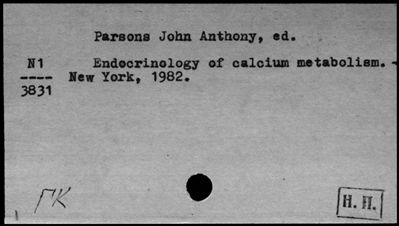 Parsons John Anthony, ed.
N1 Endocrinology of calcium metabolism. -
---- New York, 1982.
3831
ГК
Н. Н.